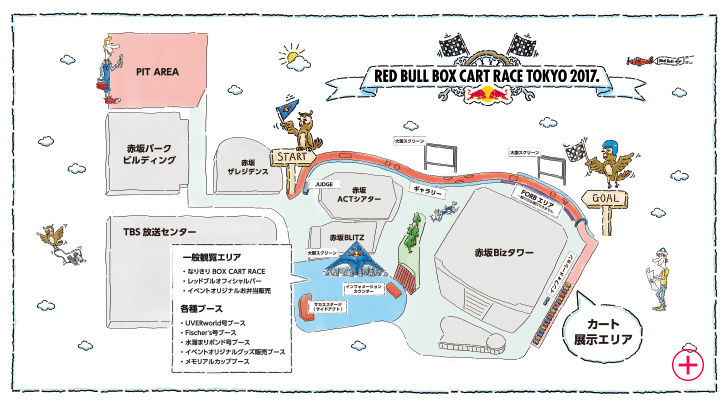 RED BULL BOX CART RACE TOKYO 2017.
Red Bull
PIT AREA
赤坂パーク
ビルディング
赤坂
ザレジデンス
START
大型スクリーン
大型スクリーン
JUDGE
ギャラリー
FORBエリア
GOAL
赤坂
ACTシアター
TBS 放送センター
赤坂BLITZ
大型スクリーン
赤坂Bizタワー
インフォメーション
インフォメーション
カウンター
サカスステージ
(サイドアクト)
カート
展示エリア
一般観覧エリア
・なりきり BOX CART RACE
・レッドブルオフィシャルバー
・イベントオリジナルお弁当販売
各種ブース
・UVERworld号ブース
・Fischer's号ブース
・水溜まりボンド号ブース
・イベントオリジナルグッズ販売ブース
・メモリアルカップブース